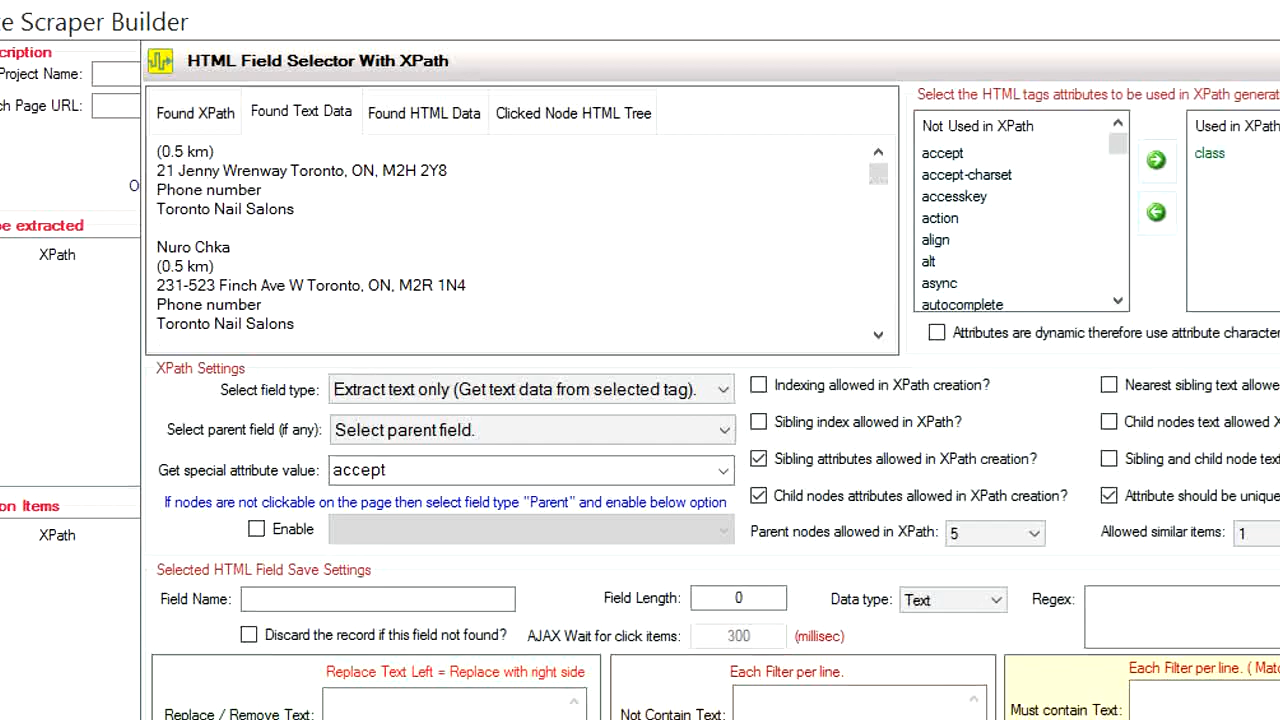 e Scraper Builder
cription
Project Name:
ch Page URL:
O
be extracted
XPath
on Items
XPath
HTML Field Selector With XPath
Found XPath
Found Text Data
Found HTML Data
Clicked Node HTML Tree
(0.5 km)
21 Jenny Wrenway Toronto, ON, M2H 2Y8
Phone number
Toronto Nail Salons
Nuro Chka
(0.5 km)
231-523 Finch Ave W Toronto, ON, M2R 1N4
Phone number
Toronto Nail Salons
Select the HTML tags attributes to be used in XPath generat
Not Used in XPath
accept
accept-charset
accesskey
action
align
alt
async
autocomplete
Used in XPath
class
Attributes are dynamic therefore use attribute character
XPath Settings
Select field type:
Extract text only (Get text data from selected tag).
Select parent field (if any):
Select parent field.
Get special attribute value:
accept
If nodes are not clickable on the page then select field type "Parent" and enable below option
Enable
Indexing allowed in XPath creation?
Sibling index allowed in XPath?
Sibling attributes allowed in XPath creation?
Child nodes attributes allowed in XPath creation?
Parent nodes allowed in XPath:
5
Nearest sibling text allowe
Child nodes text allowed X
Sibling and child node text
Attribute should be unique
Allowed similar items:
1
Selected HTML Field Save Settings
Field Name:
Field Length:
0
Data type:
Text
Regex:
Discard the record if this field not found?
AJAX Wait for click items:
300
(millisec)
Replace Text Left = Replace with right side
Replace / Remove Text:
Each Filter per line.
Not Contain Text:
Each Filter per line. ( Matc
Must contain Text: